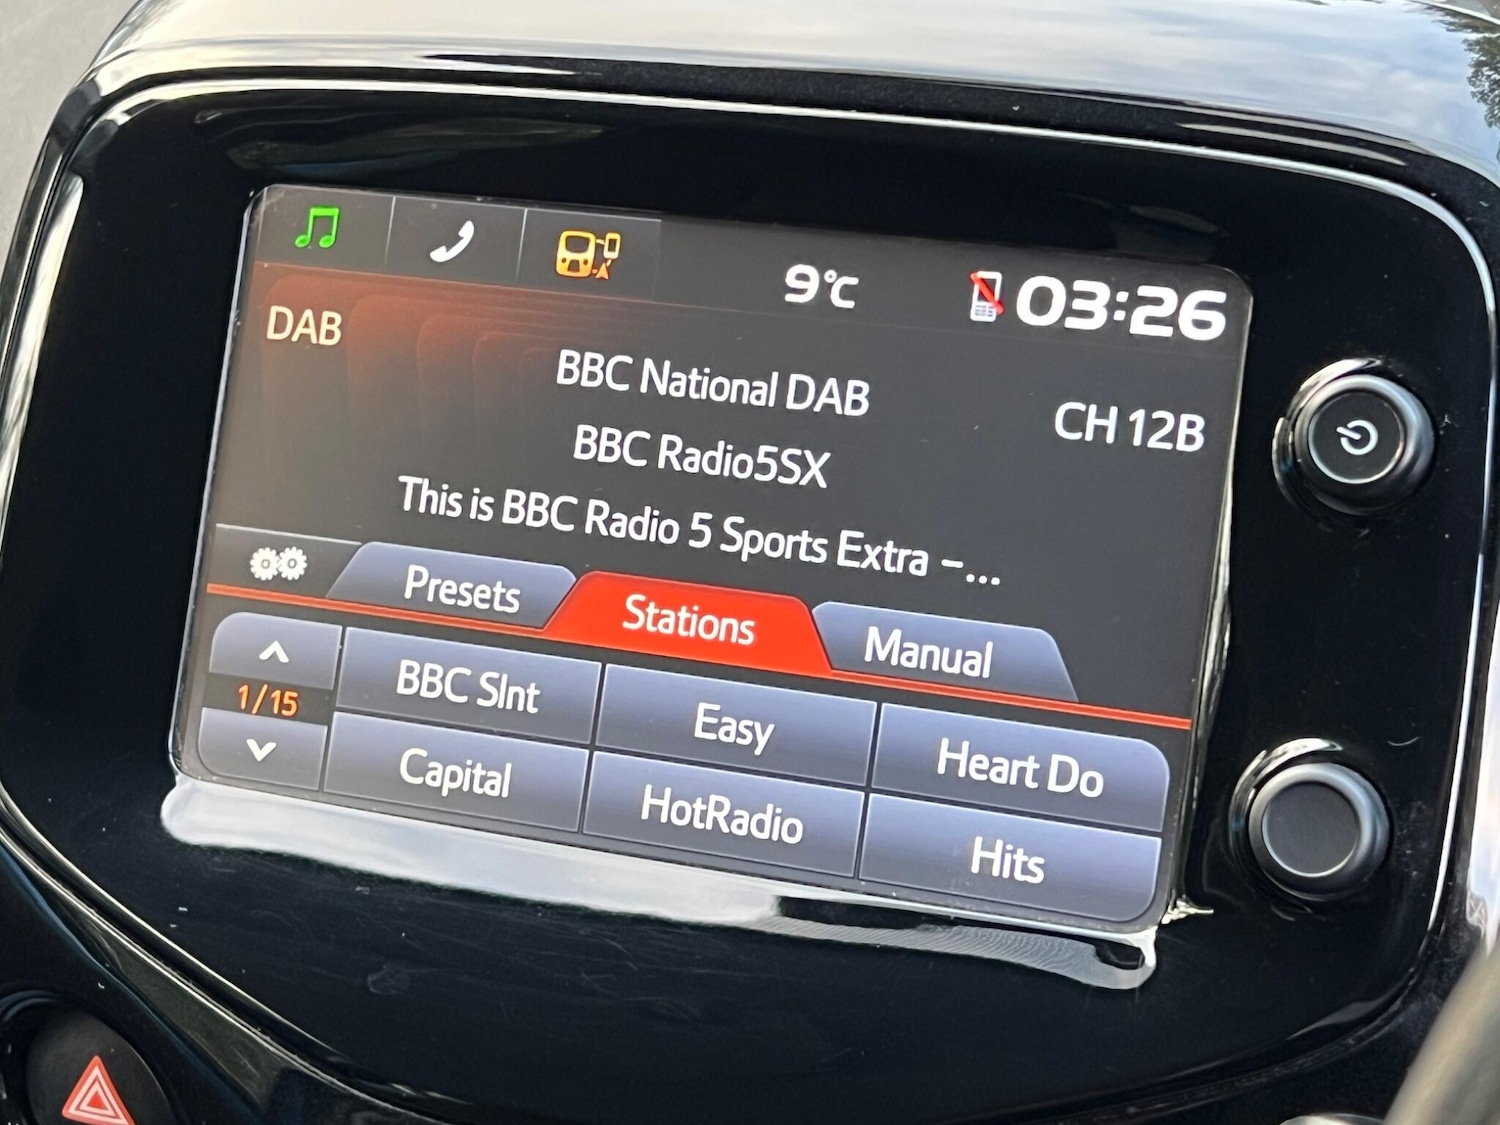 9°C 03:26
DAB
BBC National DAB
CH 12B
BBC Radio5SX
This is BBC Radio 5 Sports Extra –...
Presets Stations Manual
1/15
BBC Slnt Easy Heart Do
Capital HotRadio Hits